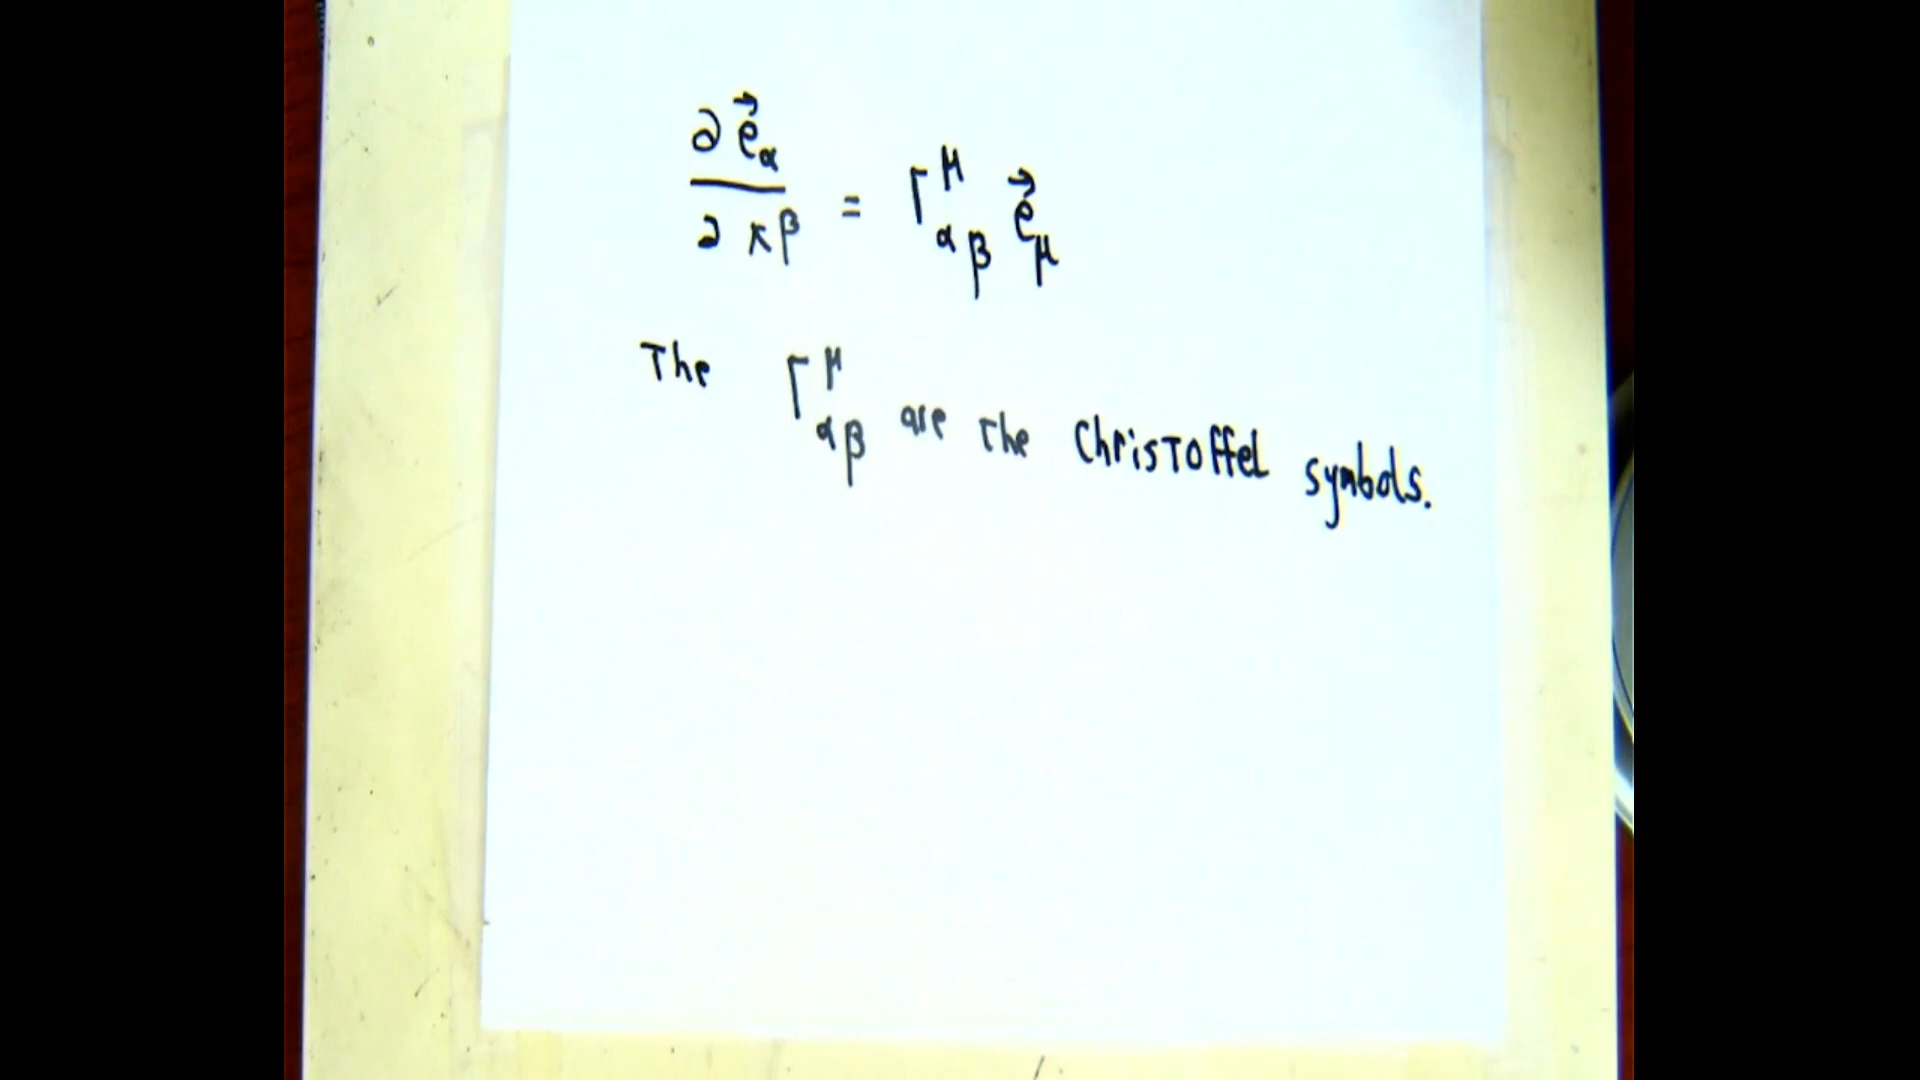 ∂e⃗_α / ∂x^β = Γ^μ_αβ e⃗_μ
The Γ^μ_αβ are the Christoffel symbols.